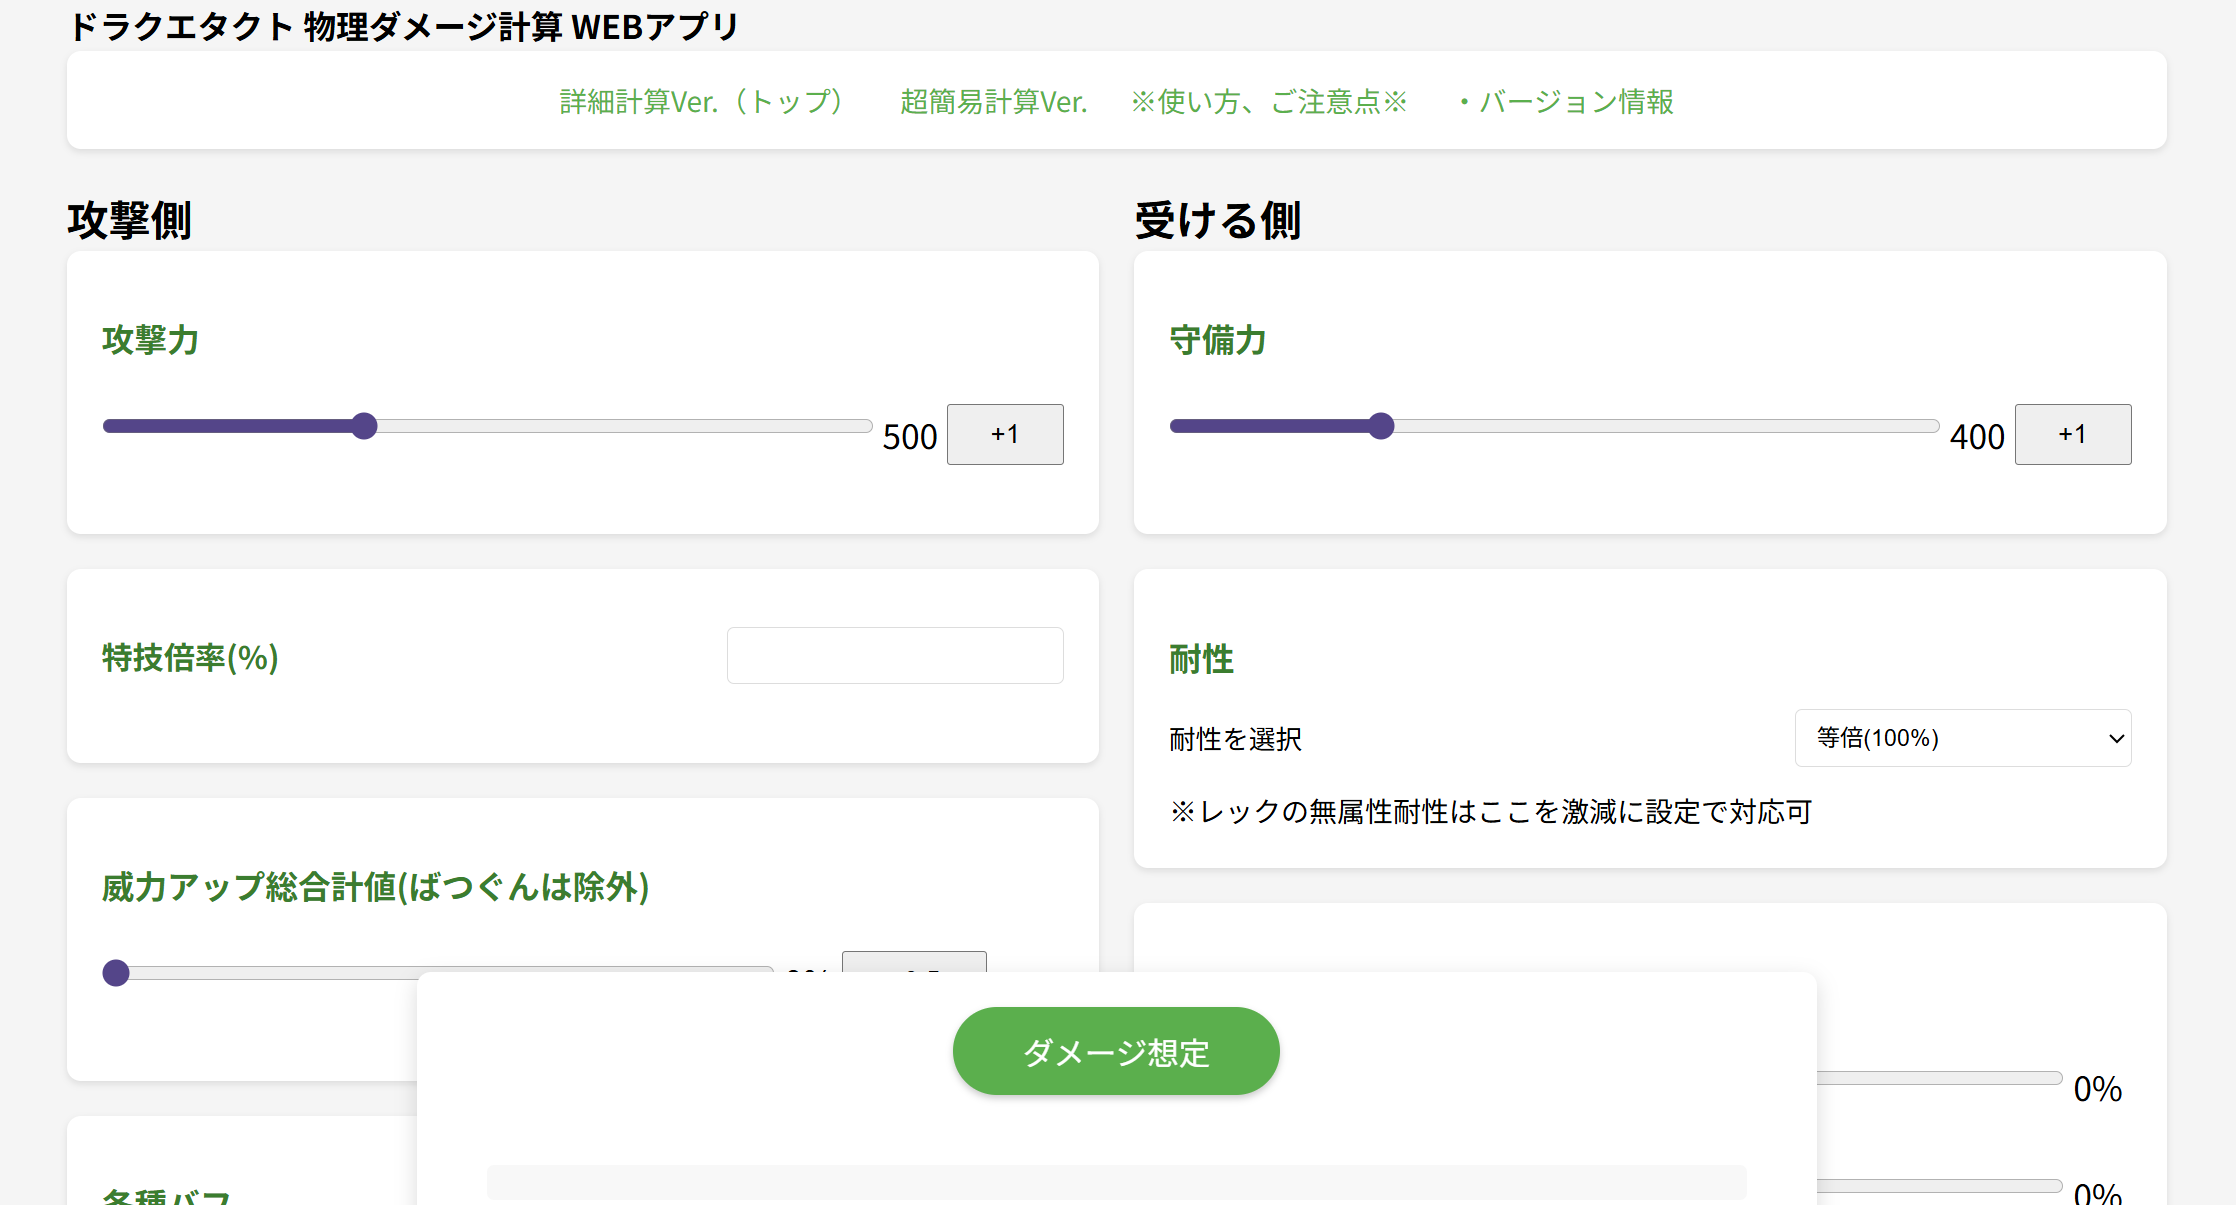 ドラクエタクト 物理ダメージ計算 WEBアプリ
詳細計算Ver.（トップ） 超簡易計算Ver. ※使い方、ご注意点※ ・バージョン情報
攻撃側
攻撃力
500 +1
特技倍率(%)
威力アップ総合計値(ばつぐんは除外)
各種バフ
受ける側
守備力
400 +1
耐性
耐性を選択 等倍(100%)
※レックの無属性耐性はここを激減に設定で対応可
0%
0%
ダメージ想定